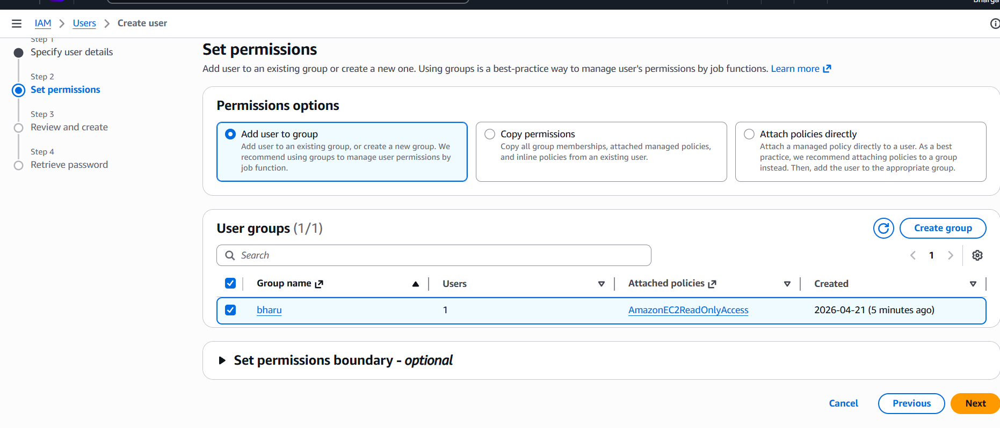 Bharga
IAM > Users > Create user
Step 1
Specify user details
Step 2
Set permissions
Step 3
Review and create
Step 4
Retrieve password
Set permissions
Add user to an existing group or create a new one. Using groups is a best-practice way to manage user's permissions by job functions. Learn more
Permissions options
Add user to group
Add user to an existing group, or create a new group. We
recommend using groups to manage user permissions by
job function.
Copy permissions
Copy all group memberships, attached managed policies,
and inline policies from an existing user.
Attach policies directly
Attach a managed policy directly to a user. As a best
practice, we recommend attaching policies to a group
instead. Then, add the user to the appropriate group.
User groups (1/1)
Create group
Search
1
Group name Users Attached policies Created
bharu 1 AmazonEC2ReadOnlyAccess 2026-04-21 (5 minutes ago)
Set permissions boundary - optional
Cancel Previous Next